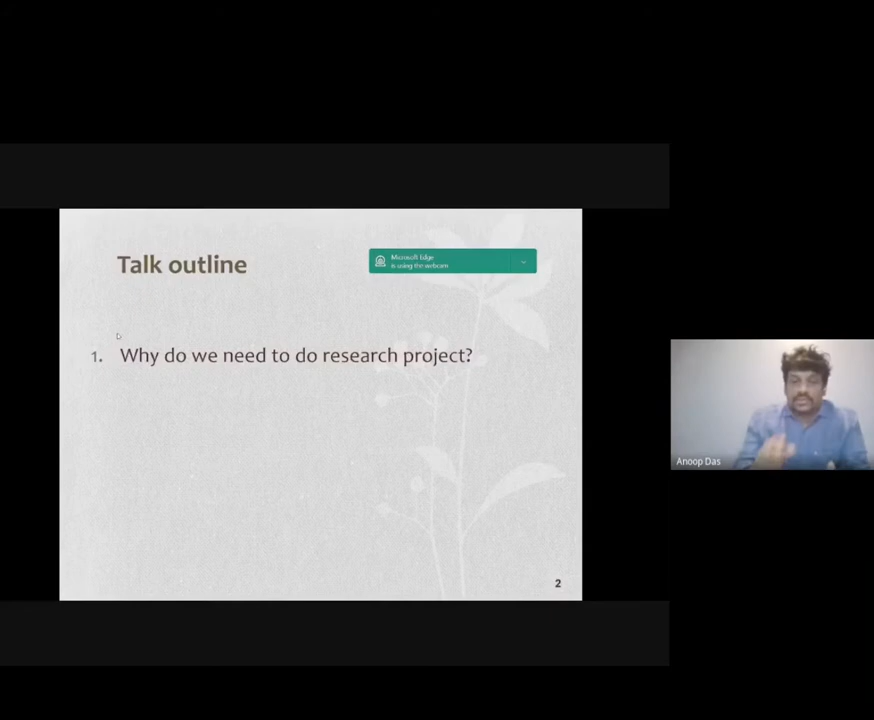 Talk outline
Microsoft Edge
is using the webcam
1. Why do we need to do research project?
Anoop Das
2